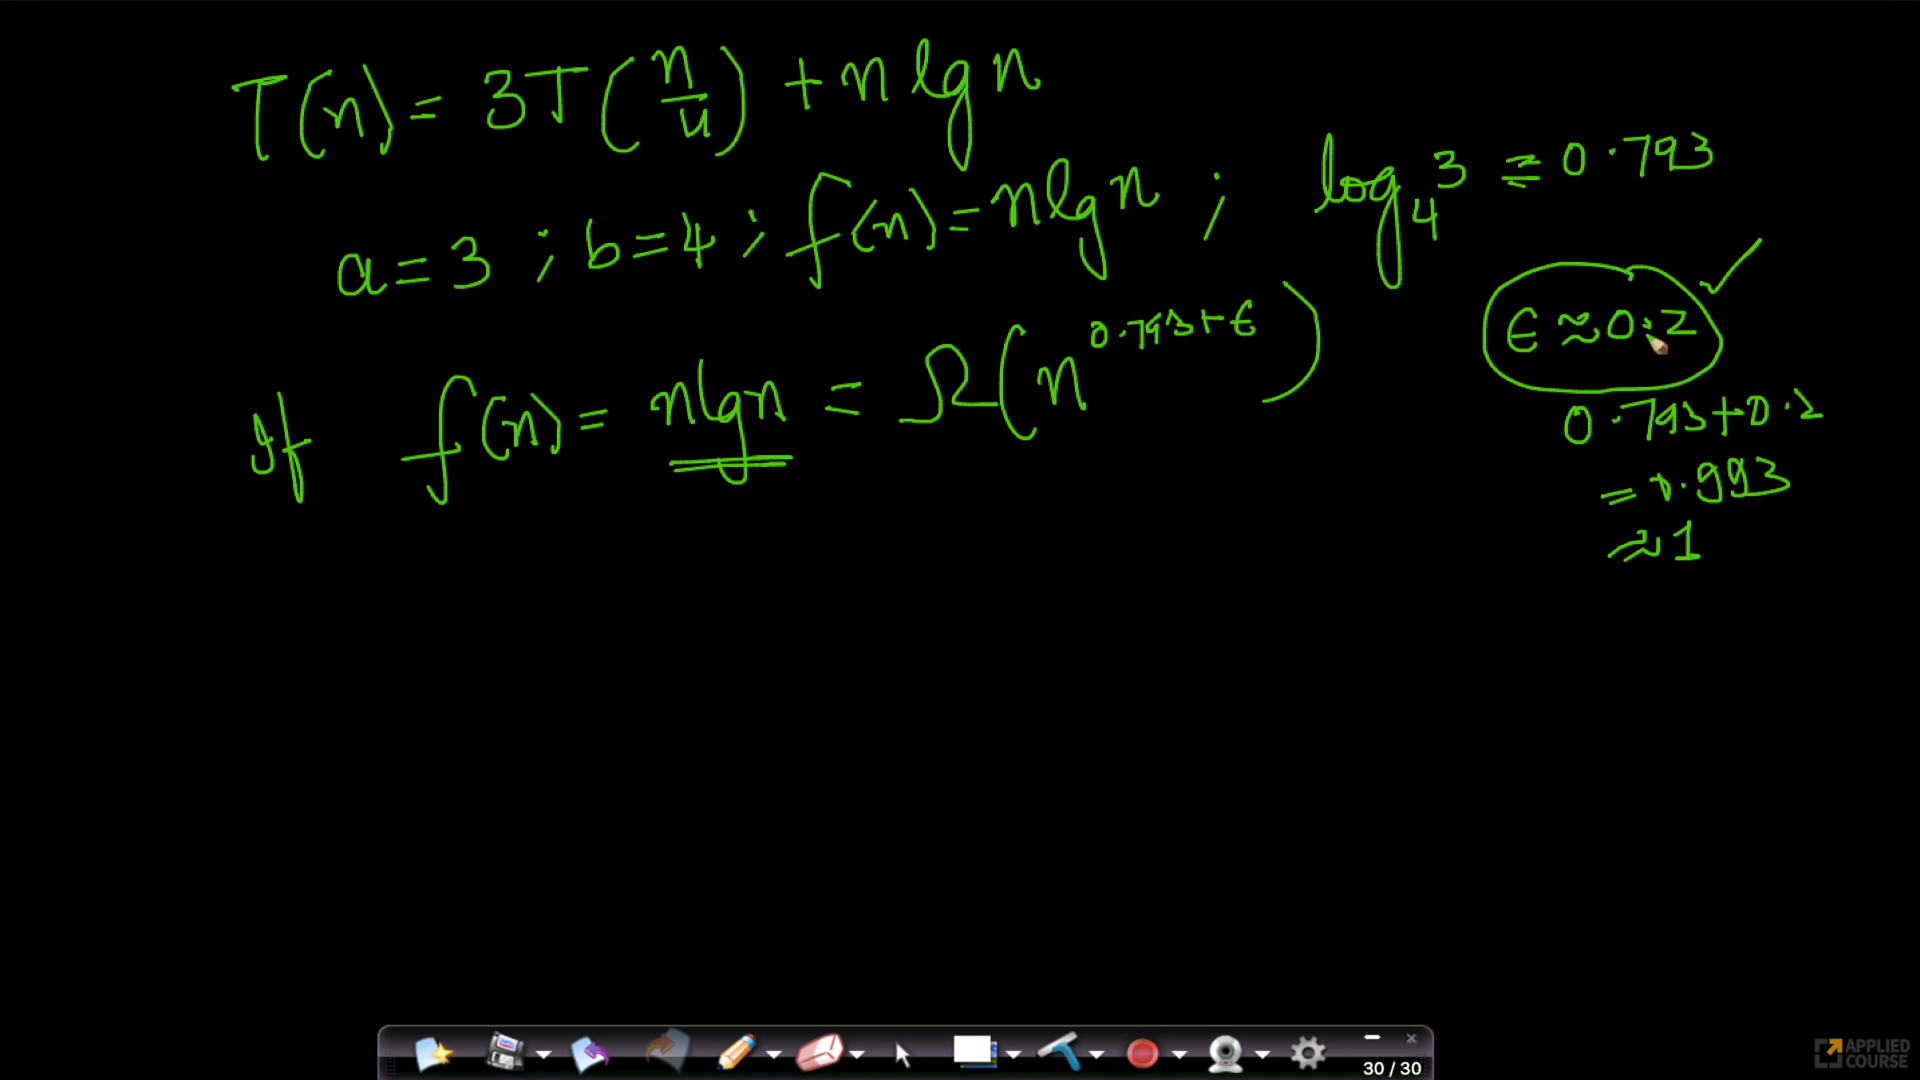 T(n) = 3T(n/4) + n lg n
a = 3 ; b = 4 ; f(n) = n lg n ; log₄ 3 ≅ 0.793
ϵ ≈ 0.2 ✓
If f(n) = n lg n = Ω(n^(0.793+ϵ))
0.793+0.2
= 0.993
≈ 1
30 / 30
APPLIED
COURSE